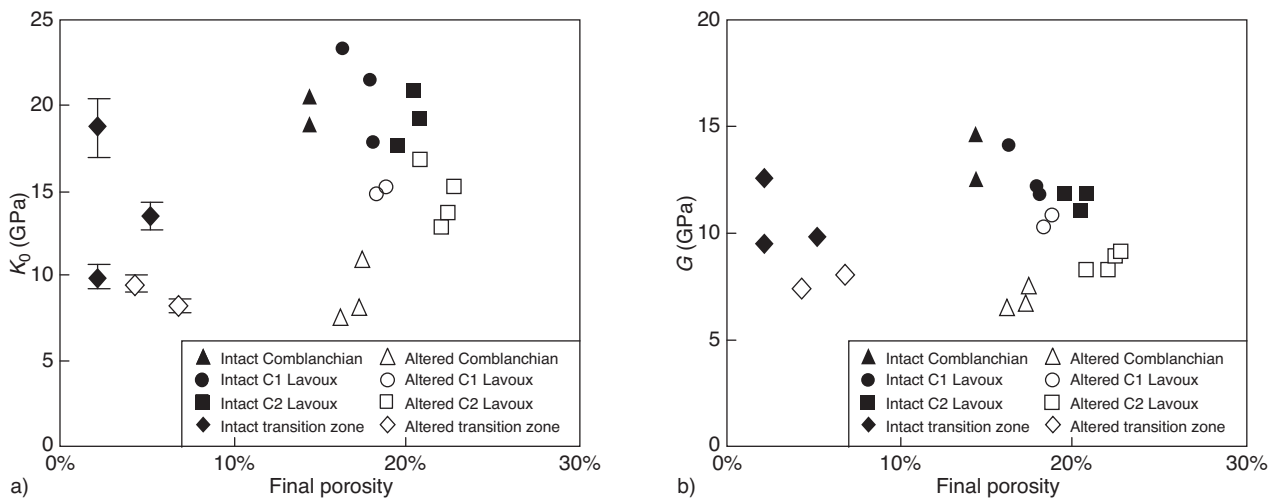 25
20
15
10
5
0
K0 (GPa)
0% 10% 20% 30%
Final porosity
a)
Intact Comblanchian
Altered Comblanchian
Intact C1 Lavoux
Altered C1 Lavoux
Intact C2 Lavoux
Altered C2 Lavoux
Intact transition zone
Altered transition zone
20
15
10
5
0
G (GPa)
0% 10% 20% 30%
Final porosity
b)
Intact Comblanchian
Altered Comblanchian
Intact C1 Lavoux
Altered C1 Lavoux
Intact C2 Lavoux
Altered C2 Lavoux
Intact transition zone
Altered transition zone